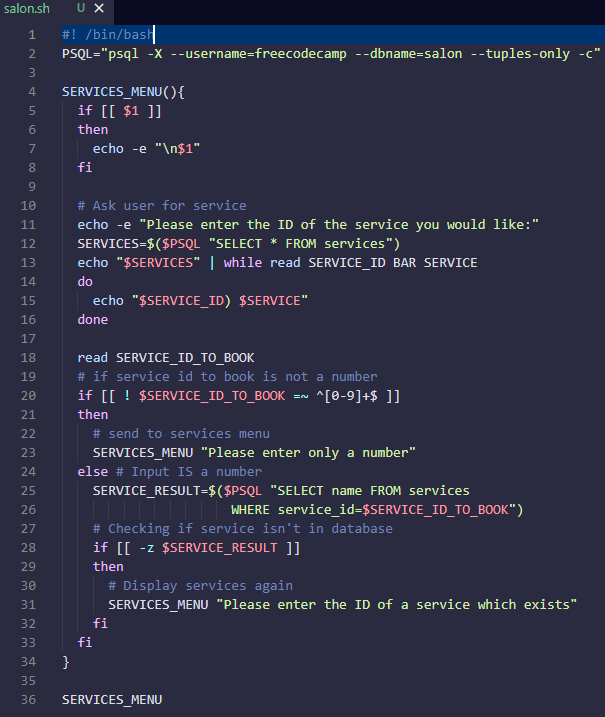 salon.sh U ×
1 #! /bin/bash
2 PSQL="psql -X --username=freecodecamp --dbname=salon --tuples-only -c"
3
4 SERVICES_MENU(){
5   if [[ $1 ]]
6   then
7     echo -e "\n$1"
8   fi
9
10   # Ask user for service
11   echo -e "Please enter the ID of the service you would like:"
12   SERVICES=$($PSQL "SELECT * FROM services")
13   echo "$SERVICES" | while read SERVICE_ID BAR SERVICE
14   do
15     echo "$SERVICE_ID) $SERVICE"
16   done
17
18   read SERVICE_ID_TO_BOOK
19   # if service id to book is not a number
20   if [[ ! $SERVICE_ID_TO_BOOK =~ ^[0-9]+$ ]]
21   then
22     # send to services menu
23     SERVICES_MENU "Please enter only a number"
24   else # Input IS a number
25     SERVICE_RESULT=$($PSQL "SELECT name FROM services
26                       WHERE service_id=$SERVICE_ID_TO_BOOK")
27     # Checking if service isn't in database
28     if [[ -z $SERVICE_RESULT ]]
29     then
30       # Display services again
31       SERVICES_MENU "Please enter the ID of a service which exists"
32     fi
33   fi
34 }
35
36 SERVICES_MENU